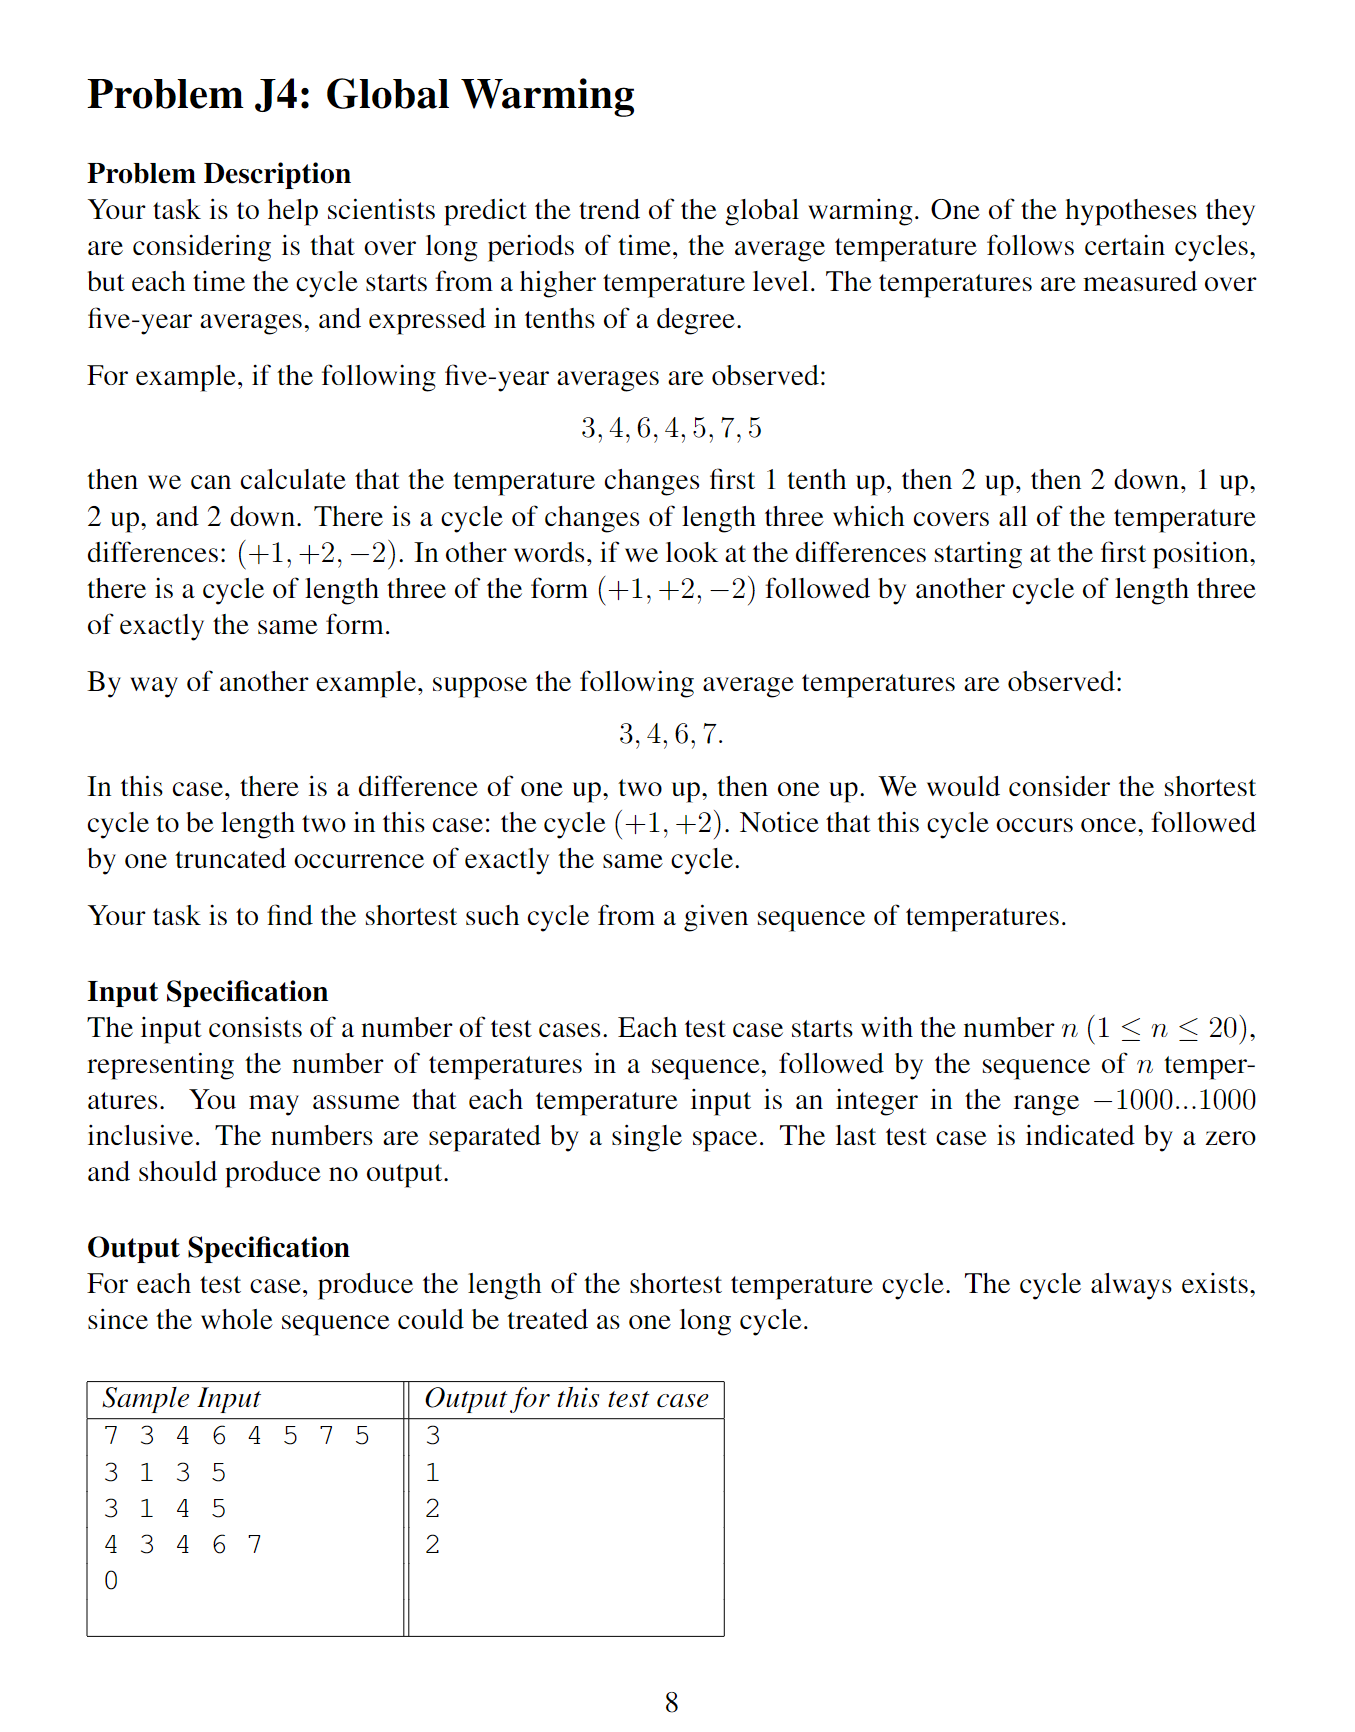 Problem J4: Global Warming
Problem Description
Your task is to help scientists predict the trend of the global warming. One of the hypotheses they
are considering is that over long periods of time, the average temperature follows certain cycles,
but each time the cycle starts from a higher temperature level. The temperatures are measured over
five-year averages, and expressed in tenths of a degree.
For example, if the following five-year averages are observed:
3, 4, 6, 4, 5, 7, 5
then we can calculate that the temperature changes first 1 tenth up, then 2 up, then 2 down, 1 up,
2 up, and 2 down. There is a cycle of changes of length three which covers all of the temperature
differences: (+1, +2, −2). In other words, if we look at the differences starting at the first position,
there is a cycle of length three of the form (+1, +2, −2) followed by another cycle of length three
of exactly the same form.
By way of another example, suppose the following average temperatures are observed:
3, 4, 6, 7.
In this case, there is a difference of one up, two up, then one up. We would consider the shortest
cycle to be length two in this case: the cycle (+1, +2). Notice that this cycle occurs once, followed
by one truncated occurrence of exactly the same cycle.
Your task is to find the shortest such cycle from a given sequence of temperatures.
Input Specification
The input consists of a number of test cases. Each test case starts with the number n (1 ≤ n ≤ 20),
representing the number of temperatures in a sequence, followed by the sequence of n temper-
atures. You may assume that each temperature input is an integer in the range −1000...1000
inclusive. The numbers are separated by a single space. The last test case is indicated by a zero
and should produce no output.
Output Specification
For each test case, produce the length of the shortest temperature cycle. The cycle always exists,
since the whole sequence could be treated as one long cycle.
Sample Input Output for this test case
7 3 4 6 4 5 7 5 3
3 1 3 5 1
3 1 4 5 2
4 3 4 6 7 2
0
8